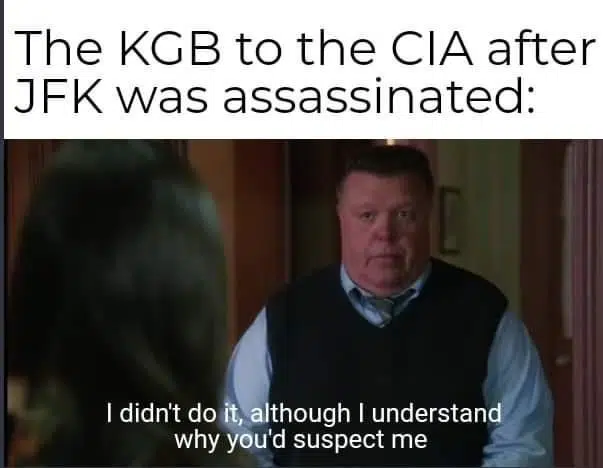 The KGB to the CIA after
JFK was assassinated:
I didn't do it, although I understand
why you'd suspect me